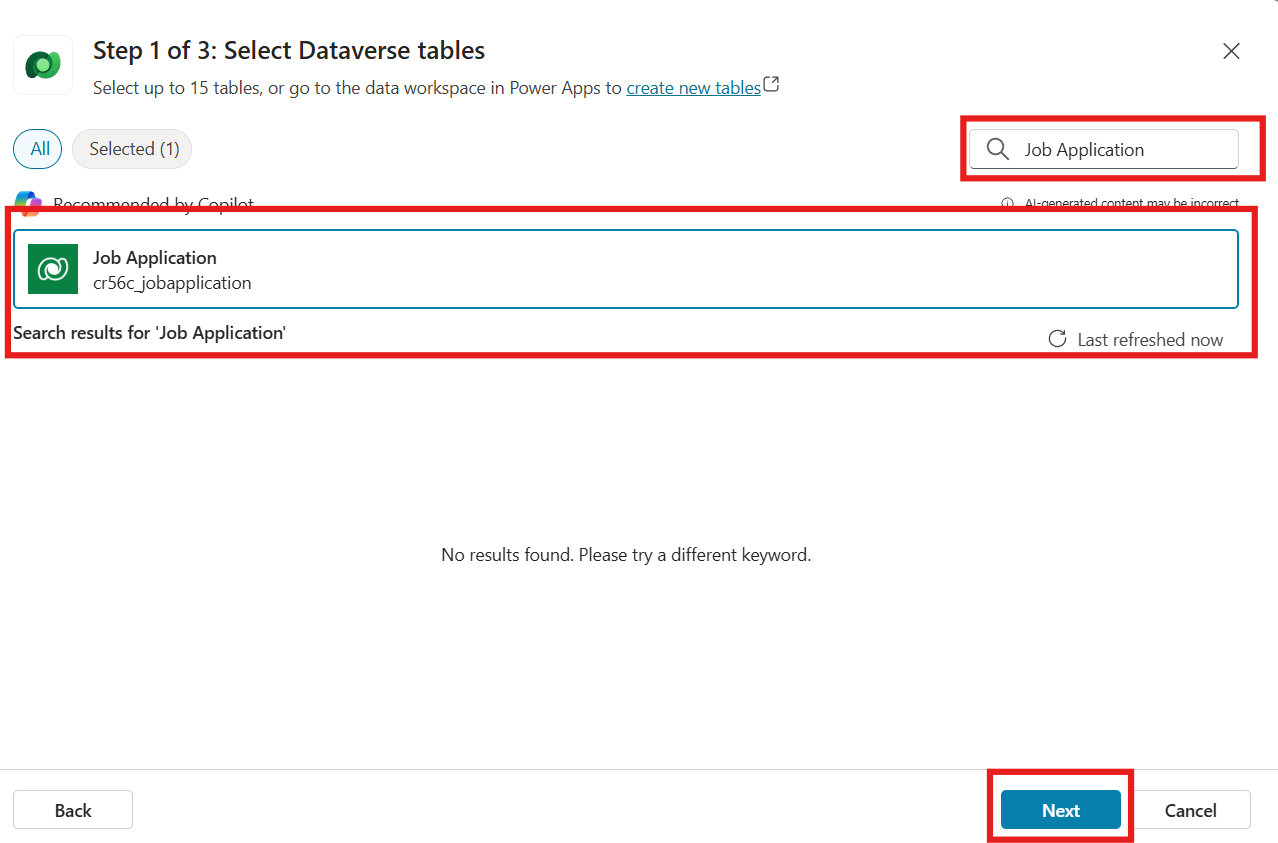 Step 1 of 3: Select Dataverse tables
Select up to 15 tables, or go to the data workspace in Power Apps to create new tables
All
Selected (1)
Job Application
Recommended by Copilot
AI-generated content may be incorrect
Job Application
cr56c_jobapplication
Search results for 'Job Application'
Last refreshed now
No results found. Please try a different keyword.
Back
Next
Cancel